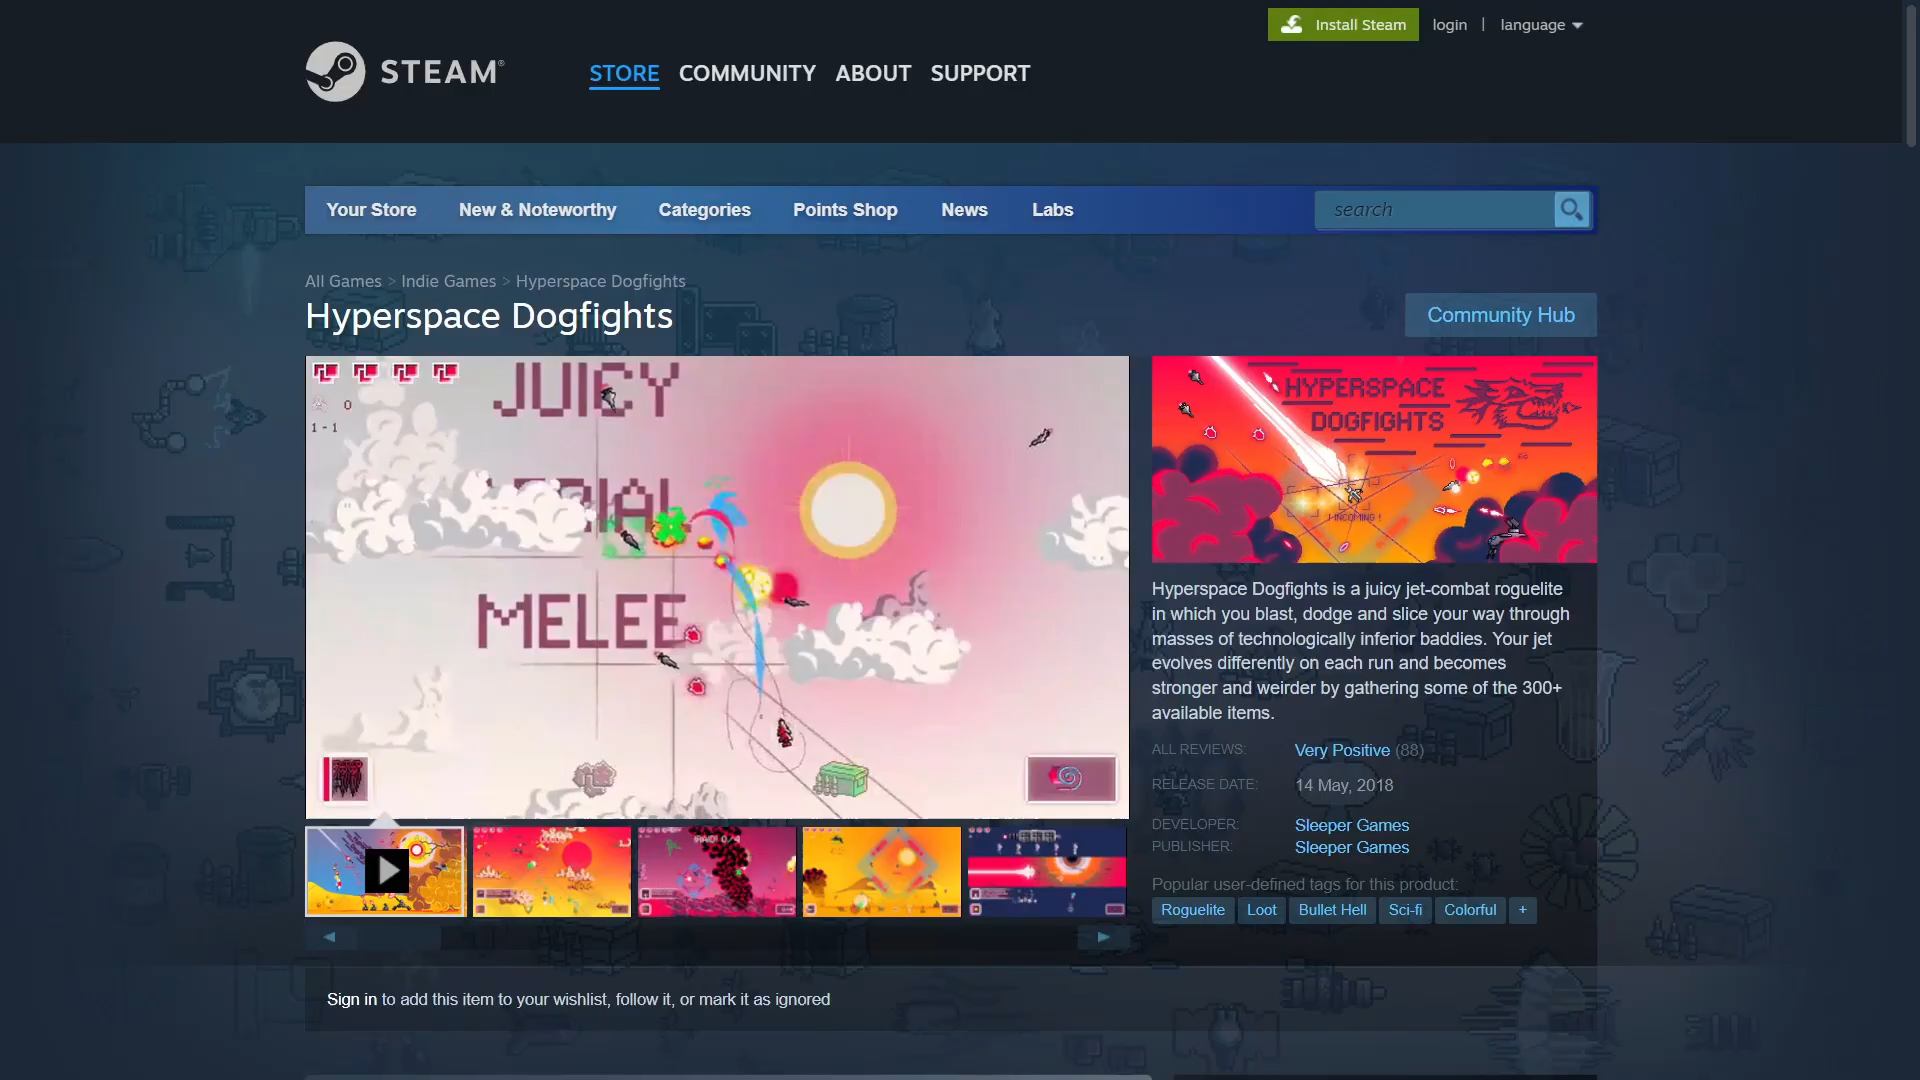 Install Steam
login | language
STEAM®
STORE COMMUNITY ABOUT SUPPORT
Your Store New & Noteworthy Categories Points Shop News Labs
search
All Games > Indie Games > Hyperspace Dogfights
Hyperspace Dogfights
Community Hub
JUICY
0
1 - 1
MELEE
HYPERSPACE
DOGFIGHTS
! INCOMING !
Hyperspace Dogfights is a juicy jet-combat roguelite
in which you blast, dodge and slice your way through
masses of technologically inferior baddies. Your jet
evolves differently on each run and becomes
stronger and weirder by gathering some of the 300+
available items.
ALL REVIEWS: Very Positive (88)
RELEASE DATE: 14 May, 2018
DEVELOPER: Sleeper Games
PUBLISHER: Sleeper Games
Popular user-defined tags for this product:
Roguelite Loot Bullet Hell Sci-fi Colorful +
Sign in to add this item to your wishlist, follow it, or mark it as ignored